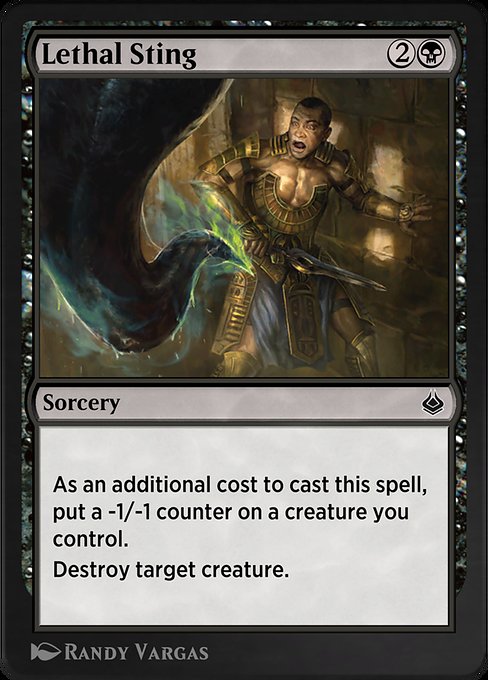 Lethal Sting 2
Sorcery
As an additional cost to cast this spell,
put a -1/-1 counter on a creature you
control.
Destroy target creature.
RANDY VARGAS